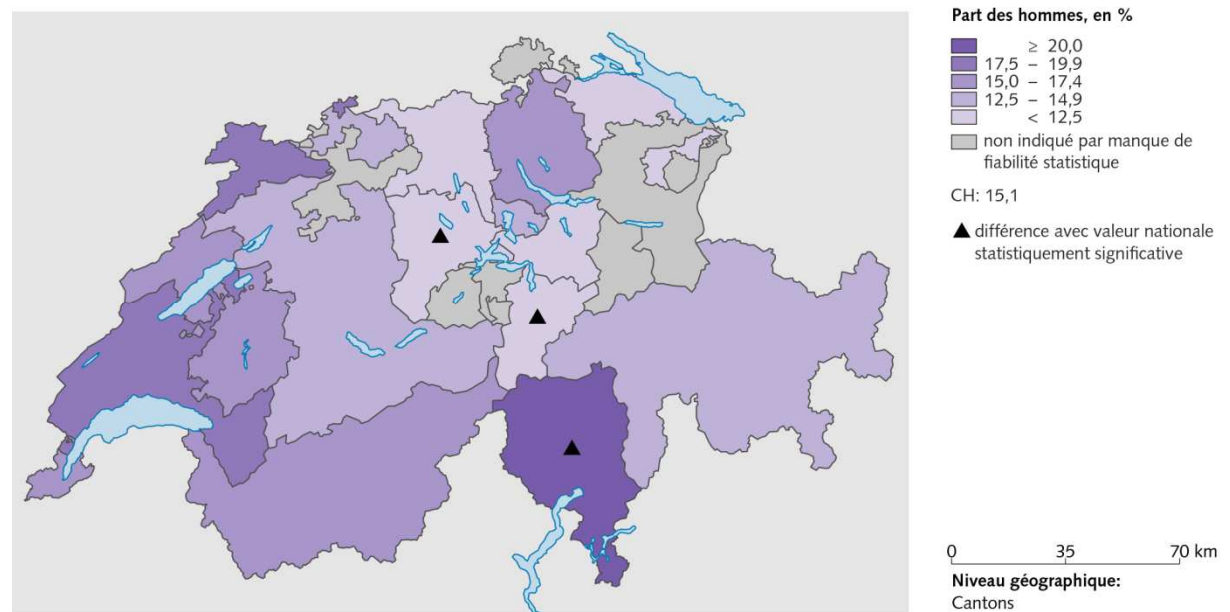 Part des hommes, en %
≥ 20,0
17,5 – 19,9
15,0 – 17,4
12,5 – 14,9
< 12,5
non indiqué par manque de
fiabilité statistique
CH: 15,1
▲ différence avec valeur nationale
statistiquement significative
0 35 70 km
Niveau géographique:
Cantons